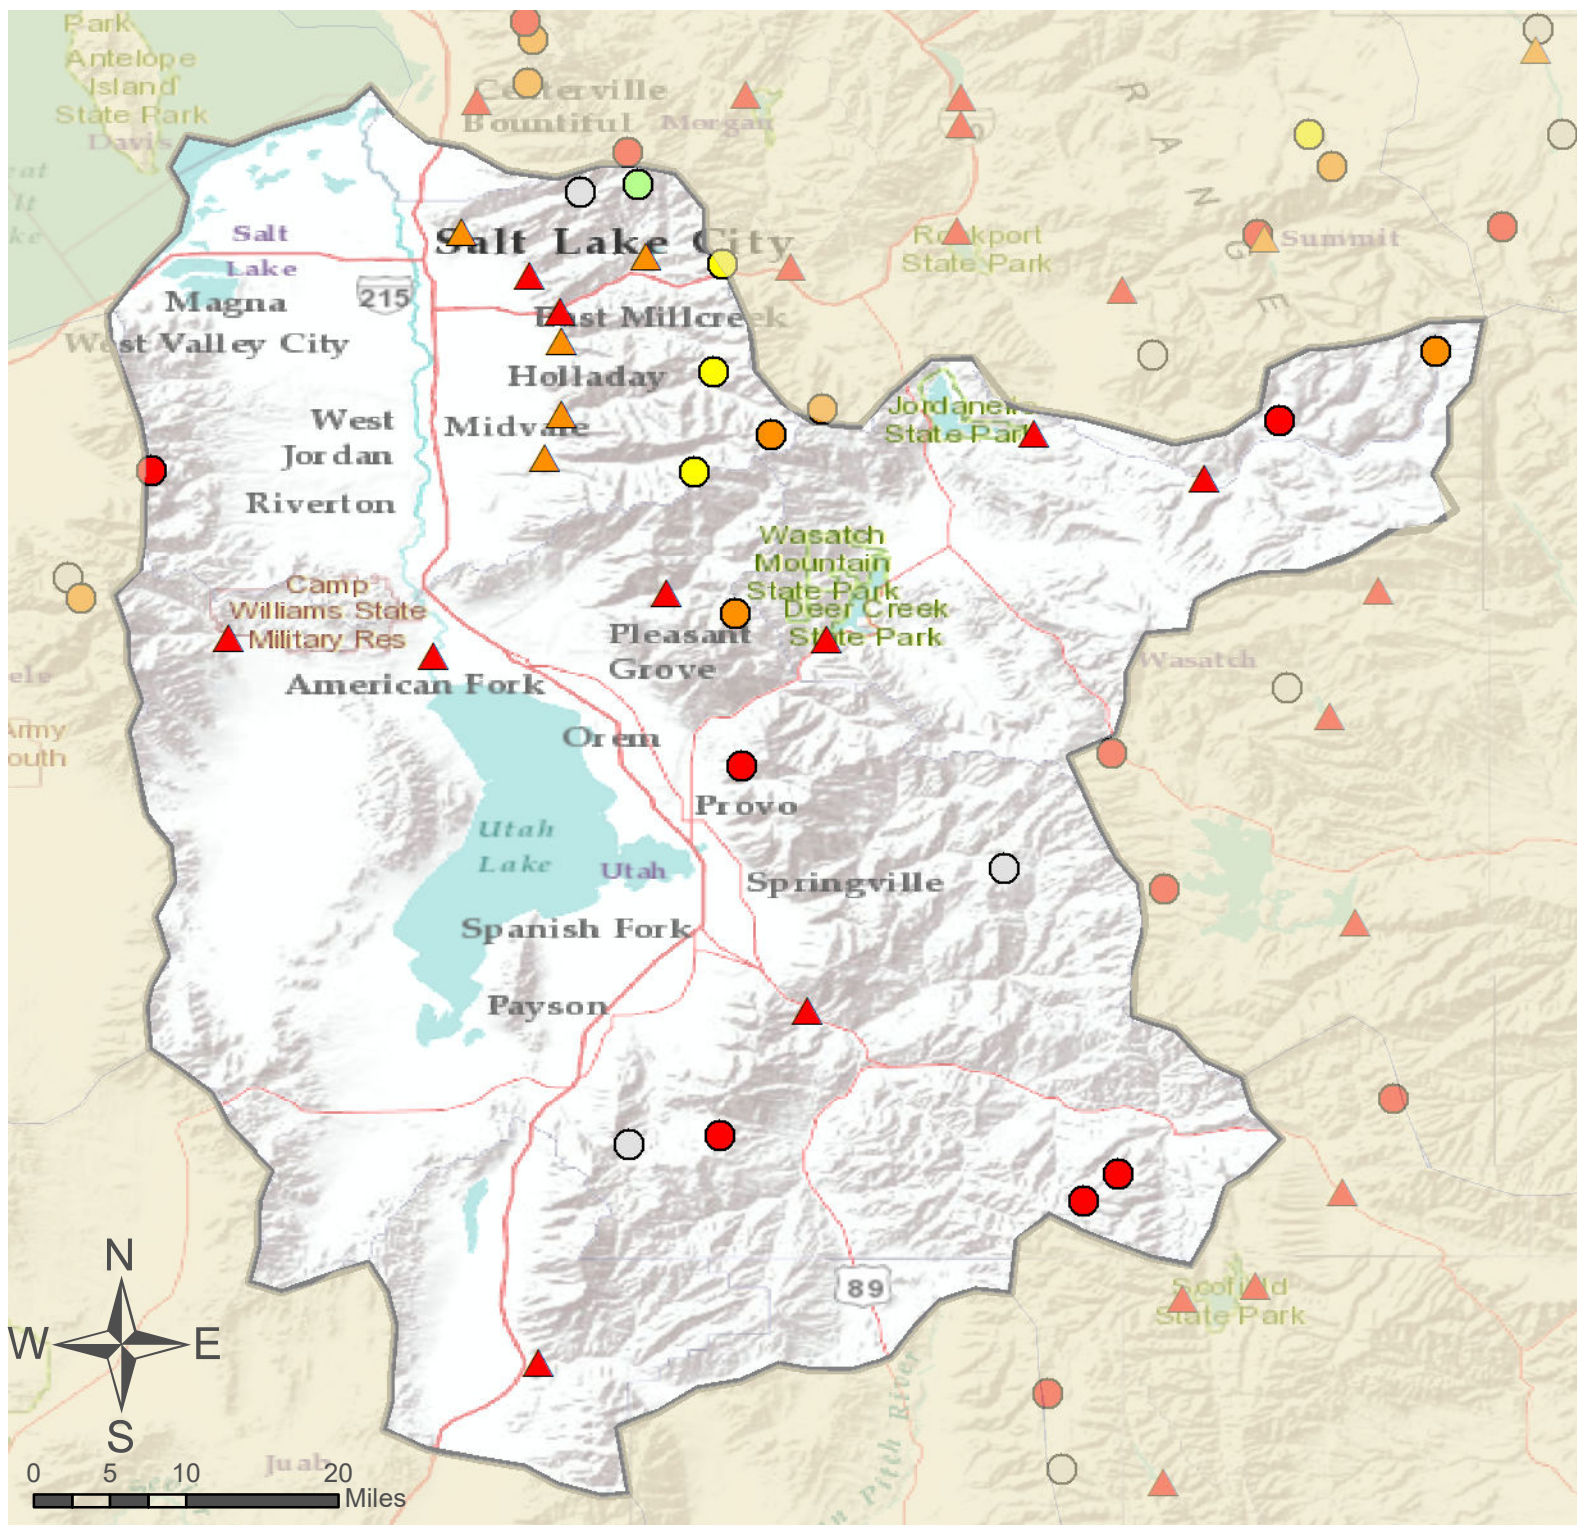 Park
Antelope
Island
State Park
Davis
Centerville
Bountiful
Morgan
R
A
N
G
E
Salt
Lake
Salt Lake City
Rockport
State Park
Summit
215
Magna
East Millcreek
West Valley City
Holladay
West
Jordan
Midvale
Jordanelle
State Park
Riverton
Wasatch
Mountain
State Park
Deer Creek
State Park
Camp
Williams State
Military Res
Pleasant
Grove
Wasatch
American Fork
Army
outh
Orem
Provo
Utah
Lake
Utah
Springville
Spanish Fork
Payson
89
Scofield
State Park
N
W E
S
Juab
Pitch River
0 5 10 20
Miles